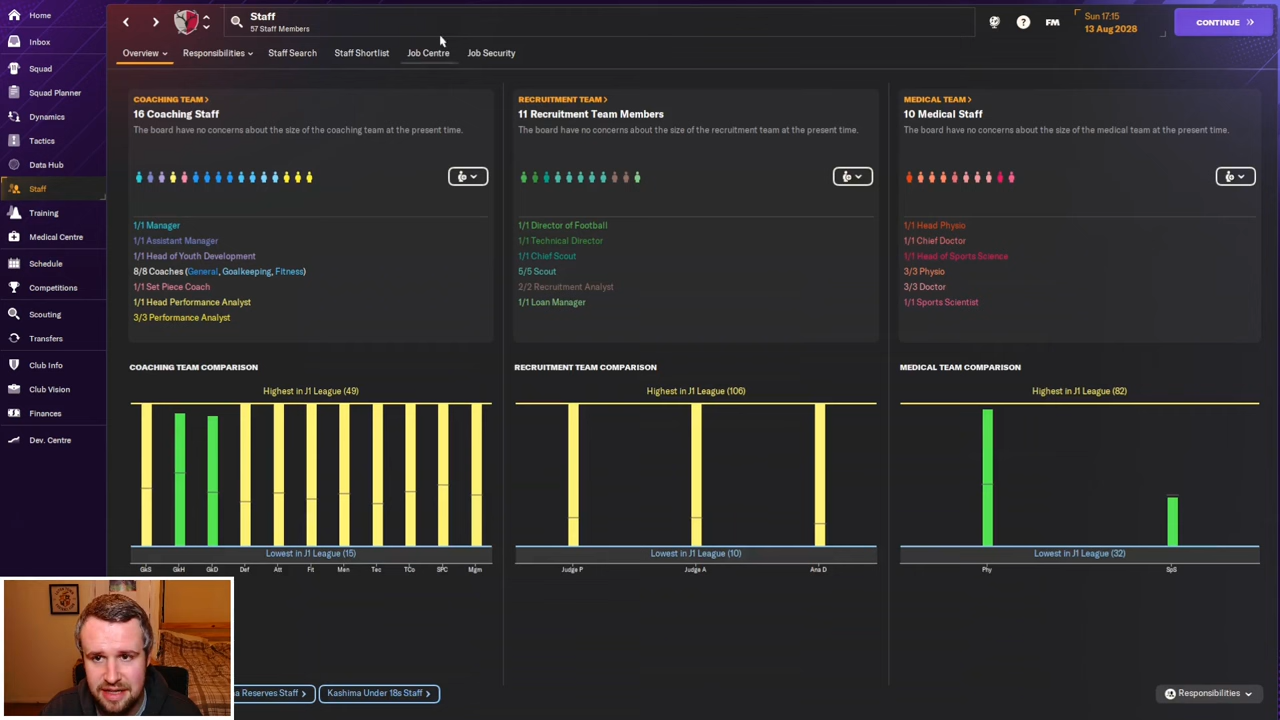 Home
Inbox
Squad
Squad Planner
Dynamics
Tactics
Data Hub
Staff
Training
Medical Centre
Schedule
Competitions
Scouting
Transfers
Club Info
Club Vision
Finances
Dev. Centre
Staff
57 Staff Members
?
FM
Sun 17:15
13 Aug 2028
CONTINUE
Overview
Responsibilities
Staff Search
Staff Shortlist
Job Centre
Job Security
COACHING TEAM >
16 Coaching Staff
The board have no concerns about the size of the coaching team at the present time.
1/1 Manager
1/1 Assistant Manager
1/1 Head of Youth Development
8/8 Coaches (General, Goalkeeping, Fitness)
1/1 Set Piece Coach
1/1 Head Performance Analyst
3/3 Performance Analyst
RECRUITMENT TEAM >
11 Recruitment Team Members
The board have no concerns about the size of the recruitment team at the present time.
1/1 Director of Football
1/1 Technical Director
1/1 Chief Scout
5/5 Scout
2/2 Recruitment Analyst
1/1 Loan Manager
MEDICAL TEAM >
10 Medical Staff
The board have no concerns about the size of the medical team at the present time.
1/1 Head Physio
1/1 Chief Doctor
1/1 Head of Sports Science
3/3 Physio
3/3 Doctor
1/1 Sports Scientist
COACHING TEAM COMPARISON
Highest in J1 League (49)
Lowest in J1 League (15)
GkS GkH GkD Def Att Fit Men Tec TCo SPC Mgm
RECRUITMENT TEAM COMPARISON
Highest in J1 League (106)
Lowest in J1 League (10)
Judge P Judge A Ana D
MEDICAL TEAM COMPARISON
Highest in J1 League (82)
Lowest in J1 League (32)
Phy SpS
Reserves Staff >
Kashima Under 18s Staff >
Responsibilities